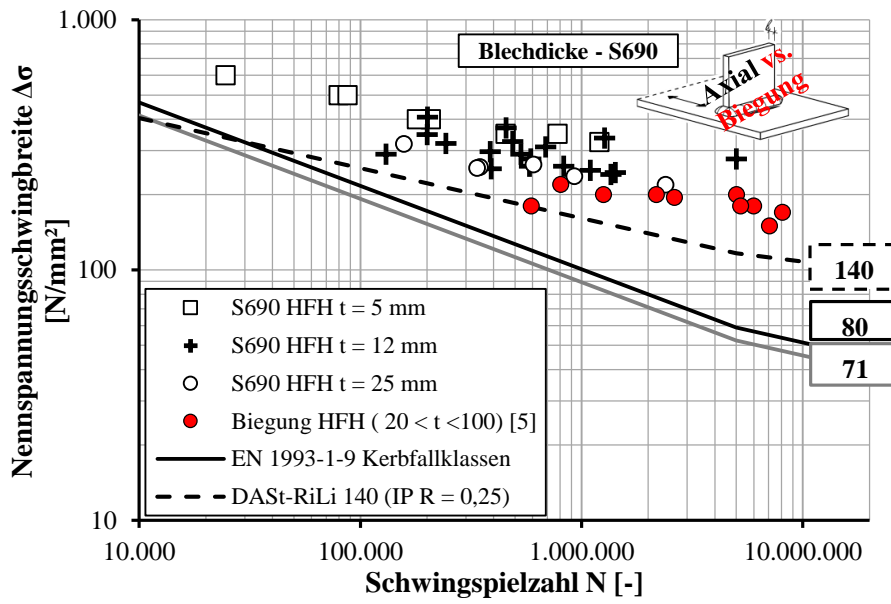 1.000
100
10
Nennspannungsschwingbreite Δσ
[N/mm²]
Blechdicke - S690
Axial vs.
Biegung
140
80
71
S690 HFH t = 5 mm
S690 HFH t = 12 mm
S690 HFH t = 25 mm
Biegung HFH ( 20 < t <100) [5]
EN 1993-1-9 Kerbfallklassen
DASt-RiLi 140 (IP R = 0,25)
10.000 100.000 1.000.000 10.000.000
Schwingspielzahl N [-]